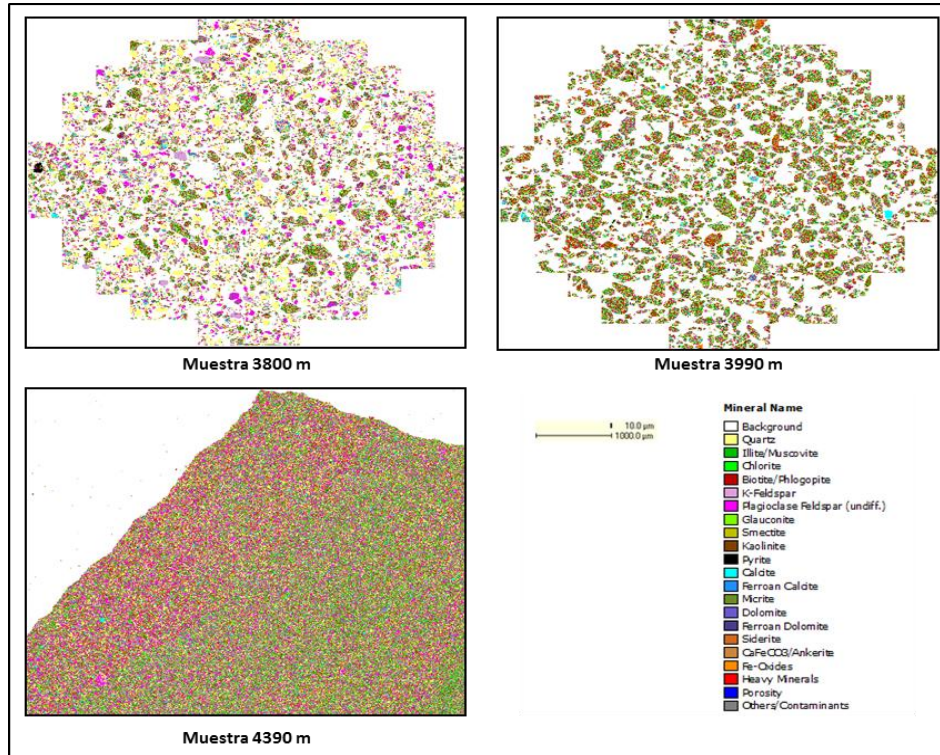 Muestra 3800 m
Muestra 3990 m
Muestra 4390 m
10.0 µm
1000.0 µm
Mineral Name
Background
Quartz
Illite/Muscovite
Chlorite
Biotite/Phlogopite
K-Feldspar
Plagioclase Feldspar (undiff.)
Glauconite
Smectite
Kaolinite
Pyrite
Calcite
Ferroan Calcite
Micrite
Dolomite
Ferroan Dolomite
Siderite
CaFeCO3/Ankerite
Fe-Oxides
Heavy Minerals
Porosity
Others/Contaminants